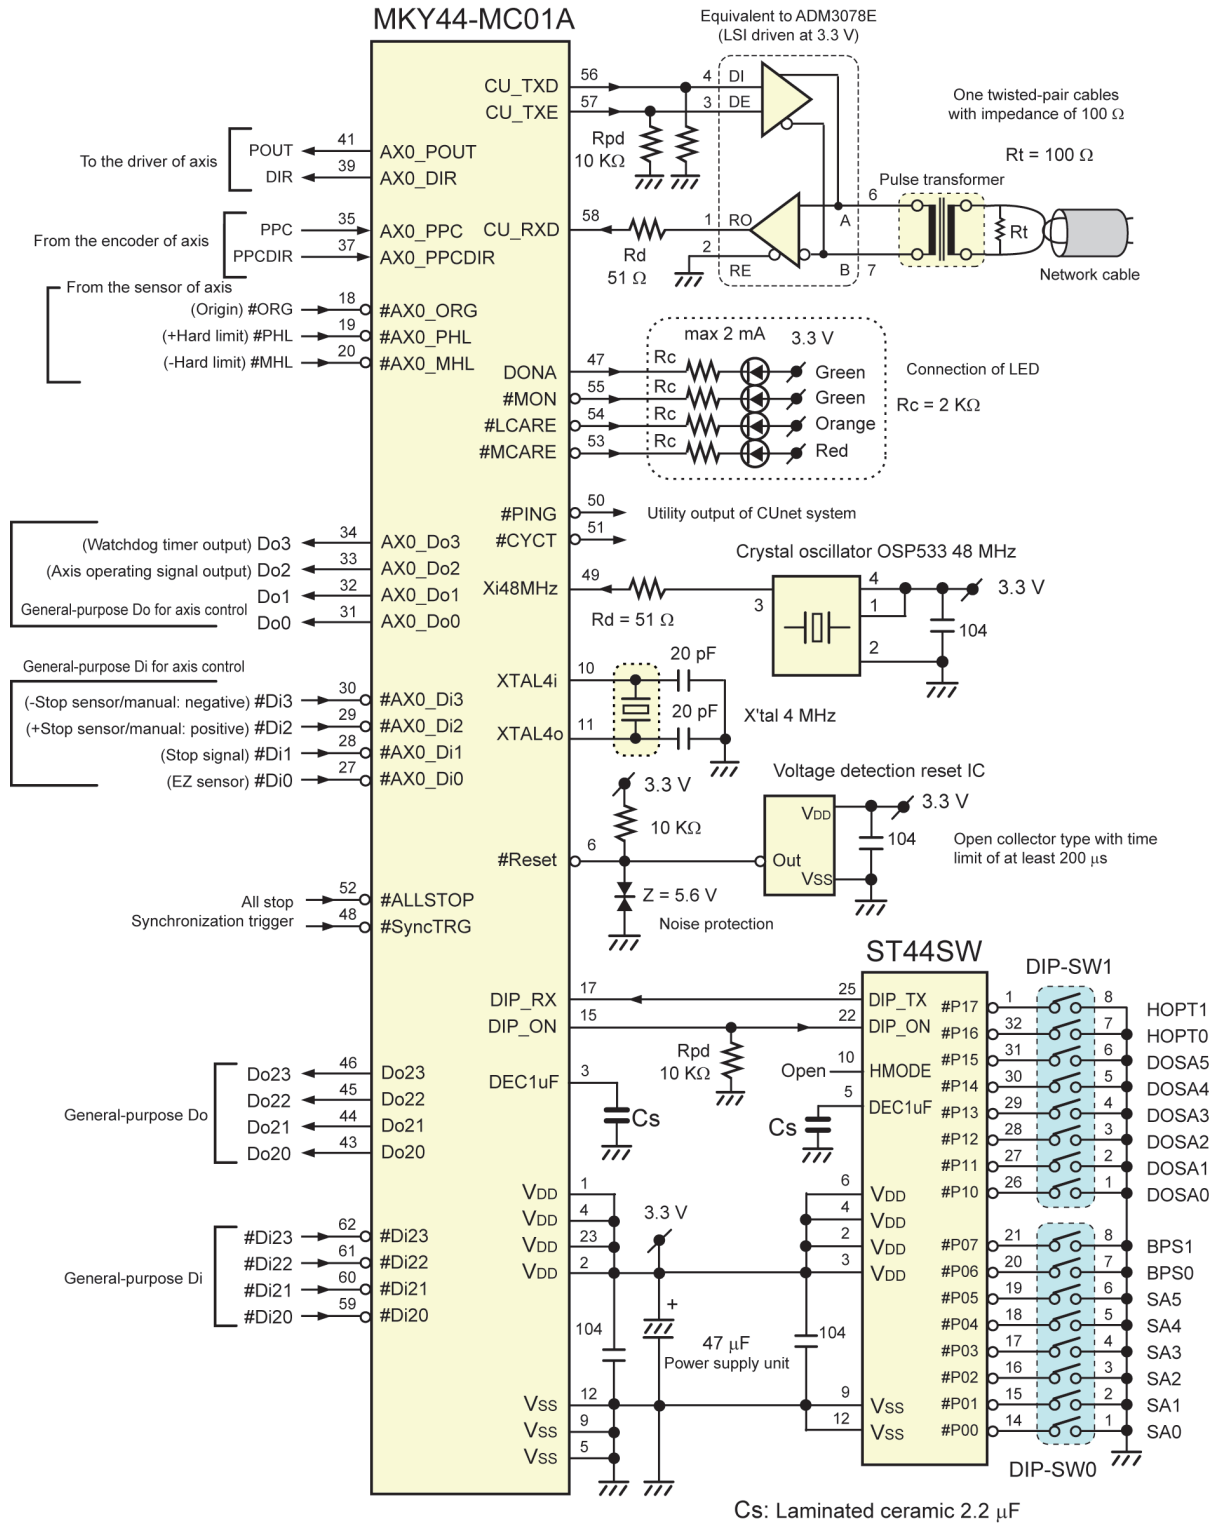 MKY44-MC01A
Equivalent to ADM3078E
(LSI driven at 3.3 V)
CU_TXD 56 4 DI
CU_TXE 57 3 DE
Rpd
10 KΩ
One twisted-pair cables
with impedance of 100 Ω
Rt = 100 Ω
To the driver of axis
POUT 41 AX0_POUT
DIR 39 AX0_DIR
Pulse transformer
From the encoder of axis
PPC 35 AX0_PPC
PPCDIR 37 AX0_PPCDIR
CU_RXD 58 1 RO A 6
Rd
51 Ω
2 RE B 7
Rt
Network cable
From the sensor of axis
(Origin) #ORG 18 #AX0_ORG
(+Hard limit) #PHL 19 #AX0_PHL
(-Hard limit) #MHL 20 #AX0_MHL
max 2 mA 3.3 V
DONA 47 Rc Green
#MON 55 Rc Green
#LCARE 54 Rc Orange
#MCARE 53 Rc Red
Connection of LED
Rc = 2 KΩ
#PING 50
#CYCT 51
Utility output of CUnet system
(Watchdog timer output) Do3 34 AX0_Do3
(Axis operating signal output) Do2 33 AX0_Do2
Do1 32 AX0_Do1
General-purpose Do for axis control
Do0 31 AX0_Do0
Crystal oscillator OSP533 48 MHz
Xi48MHz 49
Rd = 51 Ω
3 4 1 2
3.3 V
104
General-purpose Di for axis control
(-Stop sensor/manual: negative) #Di3 30 #AX0_Di3
(+Stop sensor/manual: positive) #Di2 29 #AX0_Di2
(Stop signal) #Di1 28 #AX0_Di1
(EZ sensor) #Di0 27 #AX0_Di0
XTAL4i 10 20 pF
XTAL4o 11 20 pF
X'tal 4 MHz
Voltage detection reset IC
3.3 V
10 KΩ
#Reset 6
Z = 5.6 V
Noise protection
VDD
Out
VSS
3.3 V
104
Open collector type with time
limit of at least 200 μs
All stop 52 #ALLSTOP
Synchronization trigger 48 #SyncTRG
ST44SW
DIP-SW1
DIP_RX 17 25 DIP_TX
DIP_ON 15 22 DIP_ON
Rpd
10 KΩ
Open 10 HMODE
DEC1uF 3 Cs
Cs 5 DEC1uF
#P17 1 8 HOPT1
#P16 32 7 HOPT0
#P15 31 6 DOSA5
#P14 30 5 DOSA4
#P13 29 4 DOSA3
#P12 28 3 DOSA2
#P11 27 2 DOSA1
#P10 26 1 DOSA0
General-purpose Do
Do23 46 Do23
Do22 45 Do22
Do21 44 Do21
Do20 43 Do20
VDD 1 6 VDD
VDD 4 4 VDD
VDD 23 2 VDD
VDD 2 3 VDD
3.3 V
General-purpose Di
#Di23 62 #Di23
#Di22 61 #Di22
#Di21 60 #Di21
#Di20 59 #Di20
#P07 21 8 BPS1
#P06 20 7 BPS0
#P05 19 6 SA5
#P04 18 5 SA4
#P03 17 4 SA3
#P02 16 3 SA2
#P01 15 2 SA1
#P00 14 1 SA0
104
+
47 μF
Power supply unit
104
VSS 12 9 VSS
VSS 9 12 VSS
VSS 5
DIP-SW0
Cs: Laminated ceramic 2.2 μF